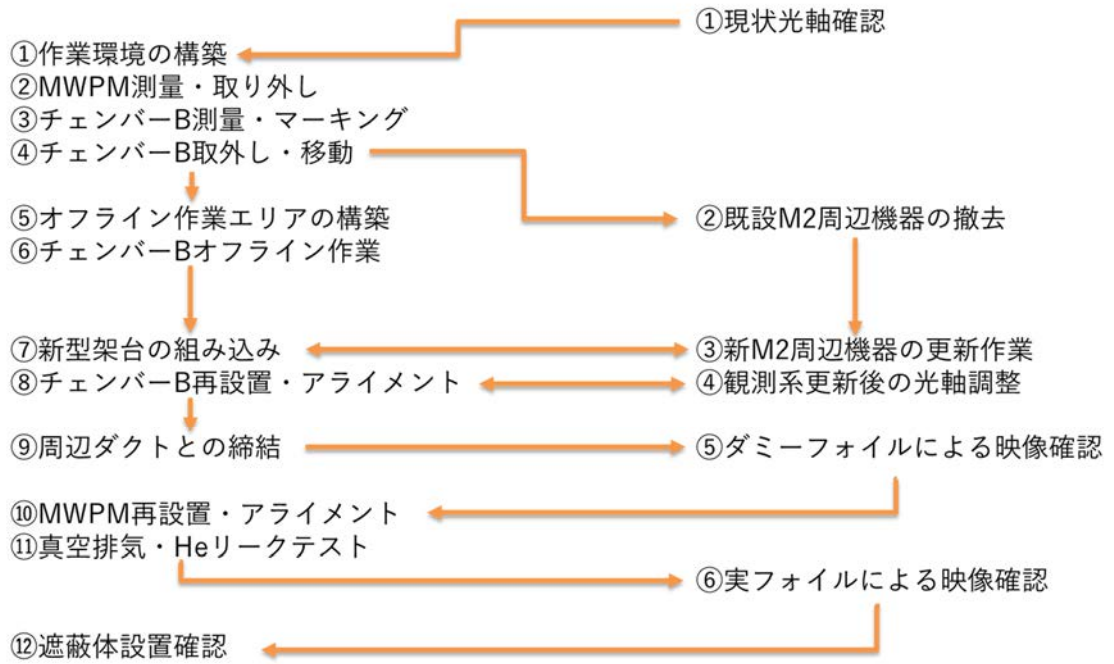 ①現状光軸確認
①作業環境の構築
②MWPM測量・取り外し
③チェンバーB測量・マーキング
④チェンバーB取外し・移動
⑤オフライン作業エリアの構築
②既設M2周辺機器の撤去
⑥チェンバーBオフライン作業
⑦新型架台の組み込み
③新M2周辺機器の更新作業
⑧チェンバーB再設置・アライメント
④観測系更新後の光軸調整
⑨周辺ダクトとの締結
⑤ダミーフォイルによる映像確認
⑩MWPM再設置・アライメント
⑪真空排気・Heリークテスト
⑥実フォイルによる映像確認
⑫遮蔽体設置確認